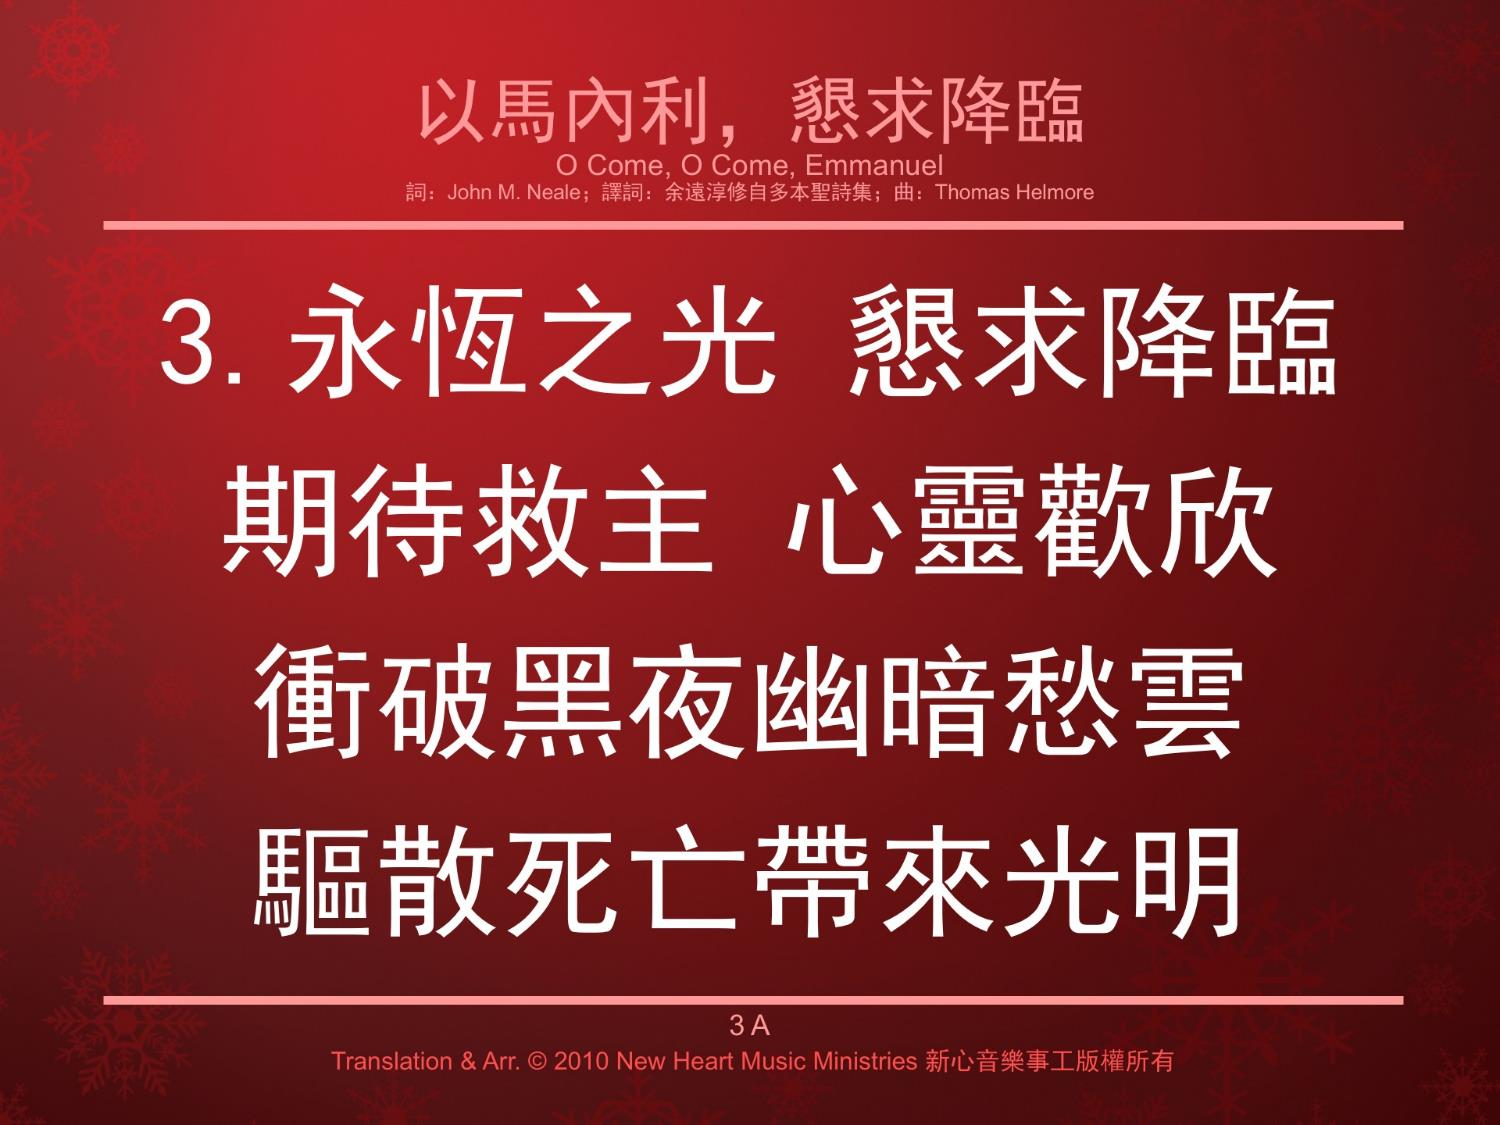 以馬內利，懇求降臨
O Come, O Come, Emmanuel
詞：John M. Neale；譯詞：余遠淳修自多本聖詩集；曲：Thomas Helmore
3. 永恆之光 懇求降臨
期待救主 心靈歡欣
衝破黑夜幽暗愁雲
驅散死亡帶來光明
3 A
Translation & Arr. © 2010 New Heart Music Ministries 新心音樂事工版權所有